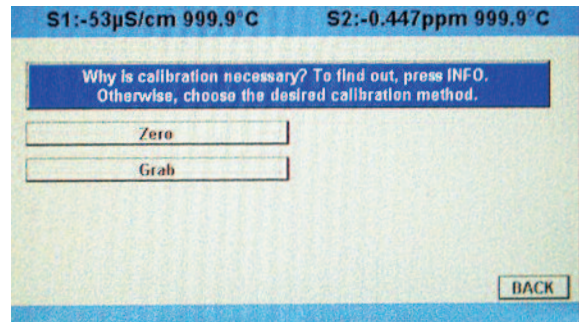 S1:-53µS/cm 999.9°C S2:-0.447ppm 999.9°C
Why is calibration necessary? To find out, press INFO.
Otherwise, choose the desired calibration method.
Zero
Grab
BACK